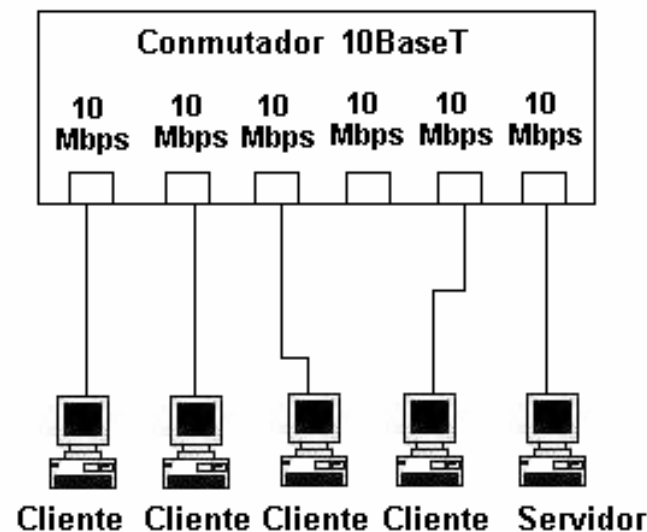 Conmutador 10BaseT
10 10 10 10 10 10
Mbps Mbps Mbps Mbps Mbps Mbps
Cliente Cliente Cliente Cliente Servidor